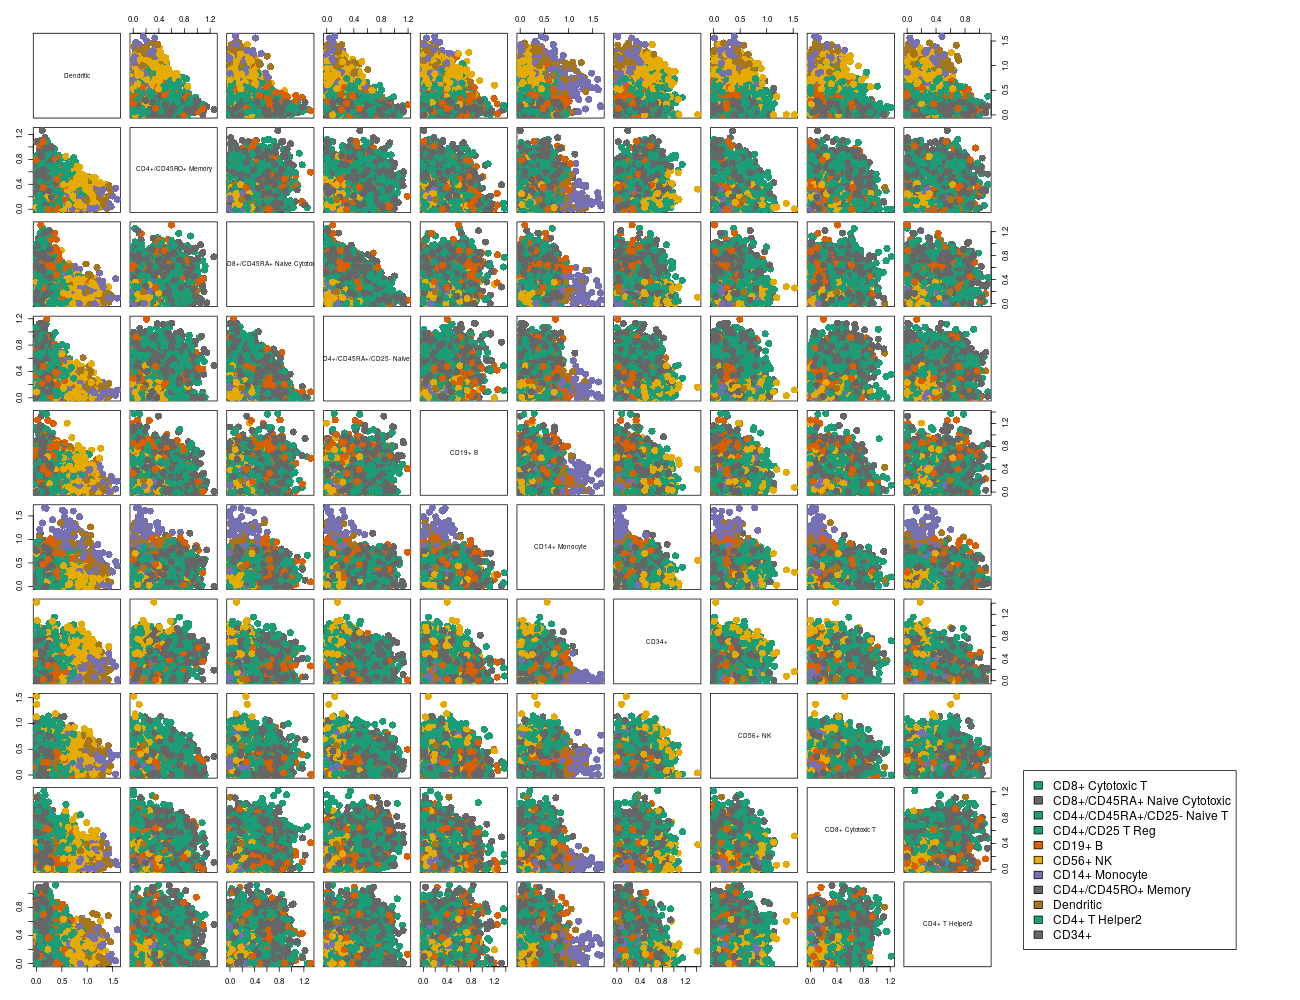 0.0 0.4 0.8 1.2
0.0 0.4 0.8 1.2
0.0 0.5 1.0 1.5
0.0 0.5 1.0 1.5
0.0 0.4 0.8
Dendritic
0.0 0.5 1.0 1.5
0.0 0.4 0.8 1.2
CD4+/CD45RO+ Memory
D8+/CD45RA+ Naive Cytotox
0.0 0.4 0.8 1.2
0.0 0.4 0.8 1.2
D4+/CD45RA+/CD25- Naive
CD19+ B
0.0 0.4 0.8 1.2
0.0 0.5 1.0 1.5
CD14+ Monocyte
CD34+
0.0 0.4 0.8 1.2
0.0 0.5 1.0 1.5
CD56+ NK
CD8+ Cytotoxic T
0.0 0.4 0.8 1.2
0.0 0.4 0.8
CD4+ T Helper2
0.0 0.5 1.0 1.5
0.0 0.4 0.8 1.2
0.0 0.4 0.8 1.2
0.0 0.4 0.8 1.2
0.0 0.4 0.8 1.2
CD8+ Cytotoxic T
CD8+/CD45RA+ Naive Cytotoxic
CD4+/CD45RA+/CD25- Naive T
CD4+/CD25 T Reg
CD19+ B
CD56+ NK
CD14+ Monocyte
CD4+/CD45RO+ Memory
Dendritic
CD4+ T Helper2
CD34+